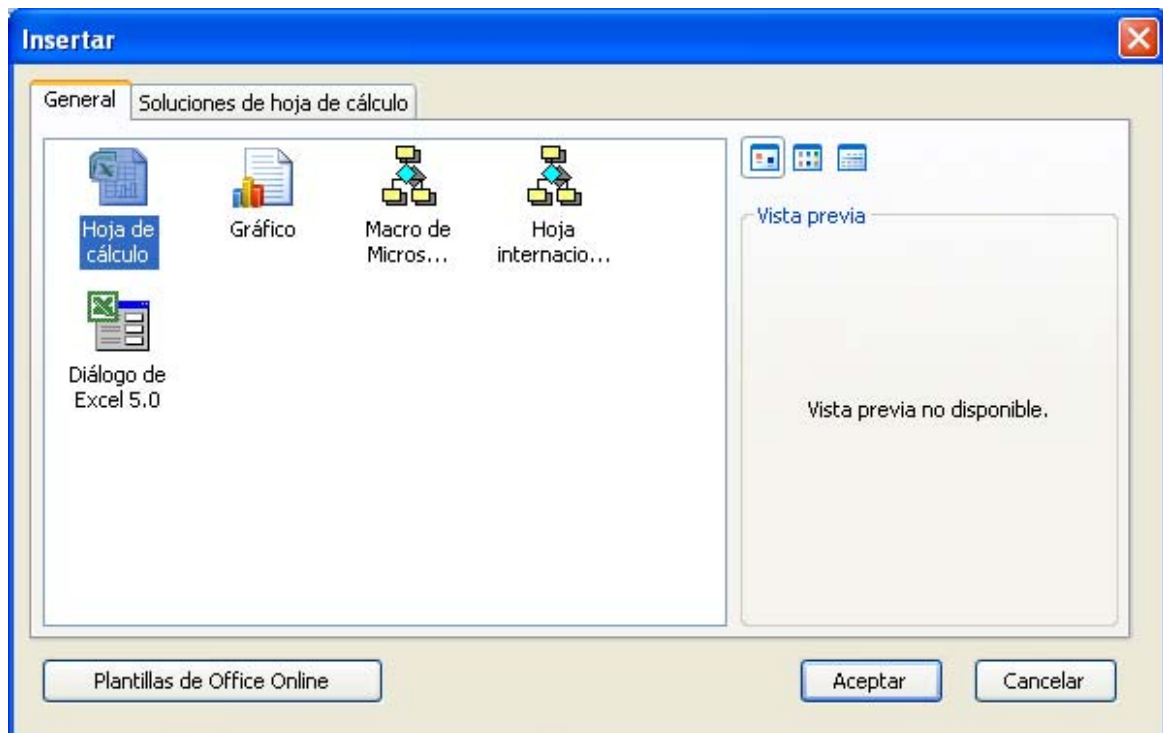 Insertar
General
Soluciones de hoja de cálculo
Hoja de
cálculo
Gráfico
Macro de
Micros...
Hoja
internacio...
Diálogo de
Excel 5.0
Vista previa
Vista previa no disponible.
Plantillas de Office Online
Aceptar
Cancelar